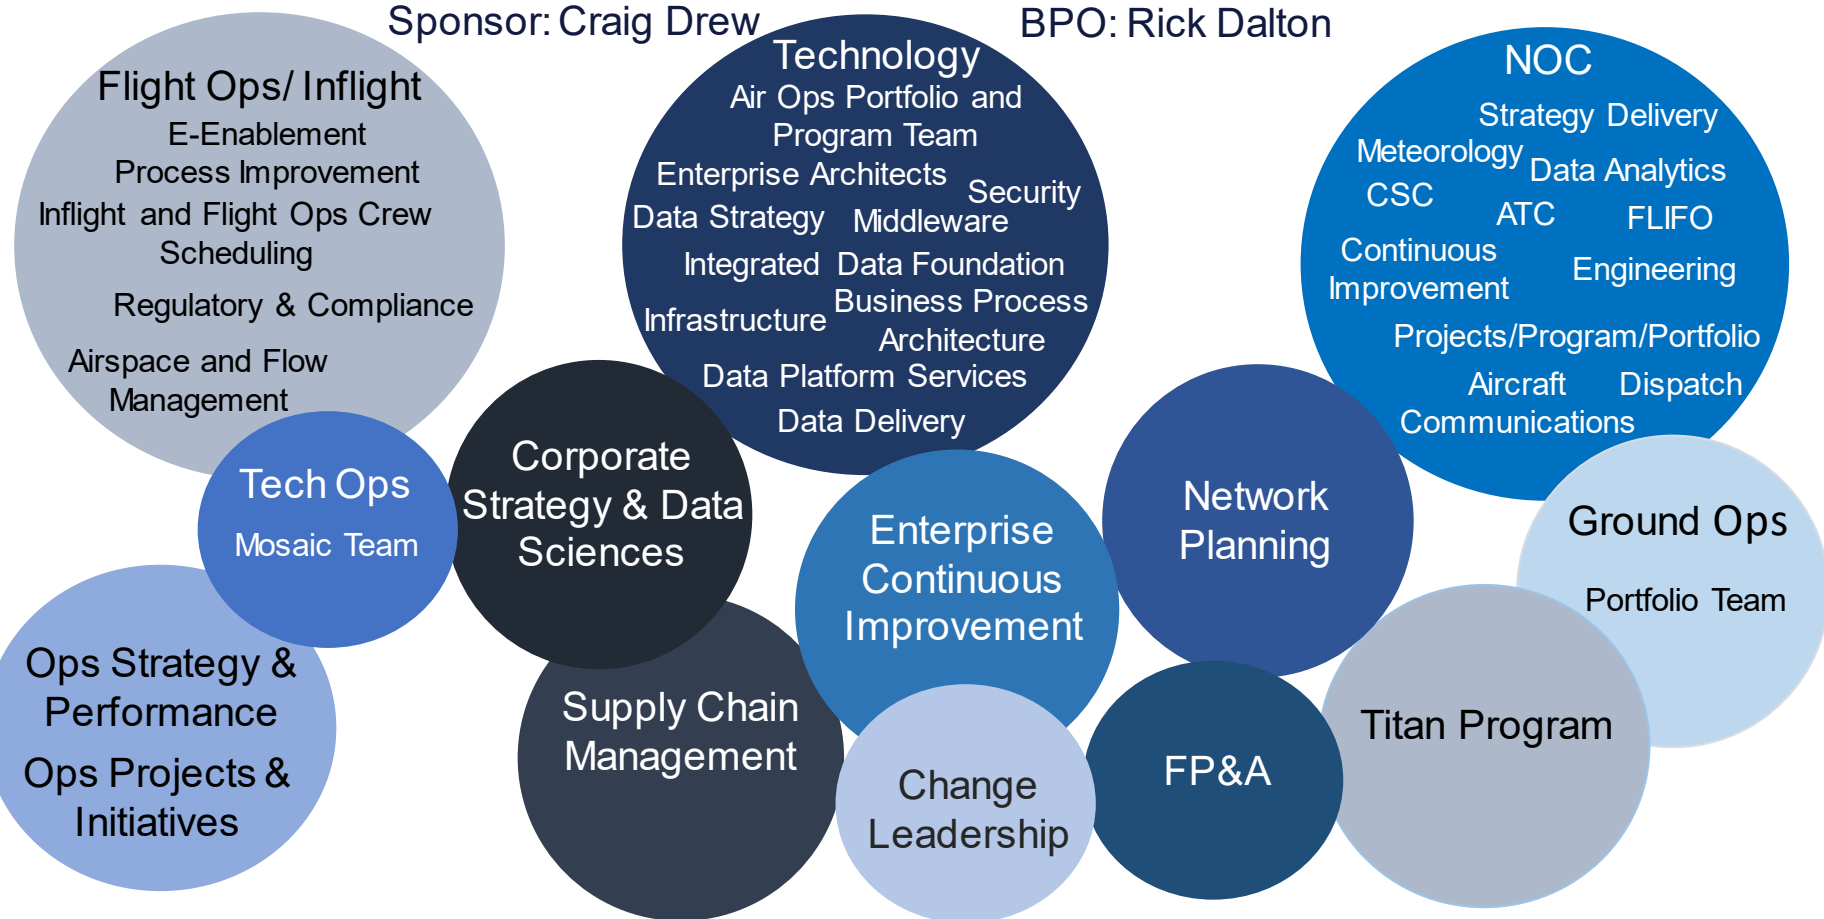 Sponsor: Craig Drew
BPO: Rick Dalton
Flight Ops/ Inflight
E-Enablement
Process Improvement
Inflight and Flight Ops Crew
Scheduling
Regulatory & Compliance
Airspace and Flow
Management
Technology
Air Ops Portfolio and
Program Team
Enterprise Architects
Security
Data Strategy
Middleware
Integrated Data Foundation
Infrastructure
Business Process
Architecture
Data Platform Services
Data Delivery
NOC
Strategy Delivery
Meteorology
Data Analytics
CSC
ATC
FLIFO
Continuous
Improvement
Engineering
Projects/Program/Portfolio
Aircraft
Communications
Dispatch
Tech Ops
Mosaic Team
Corporate
Strategy & Data
Sciences
Enterprise
Continuous
Improvement
Network
Planning
Ground Ops
Portfolio Team
Ops Strategy &
Performance
Ops Projects &
Initiatives
Supply Chain
Management
Change
Leadership
FP&A
Titan Program